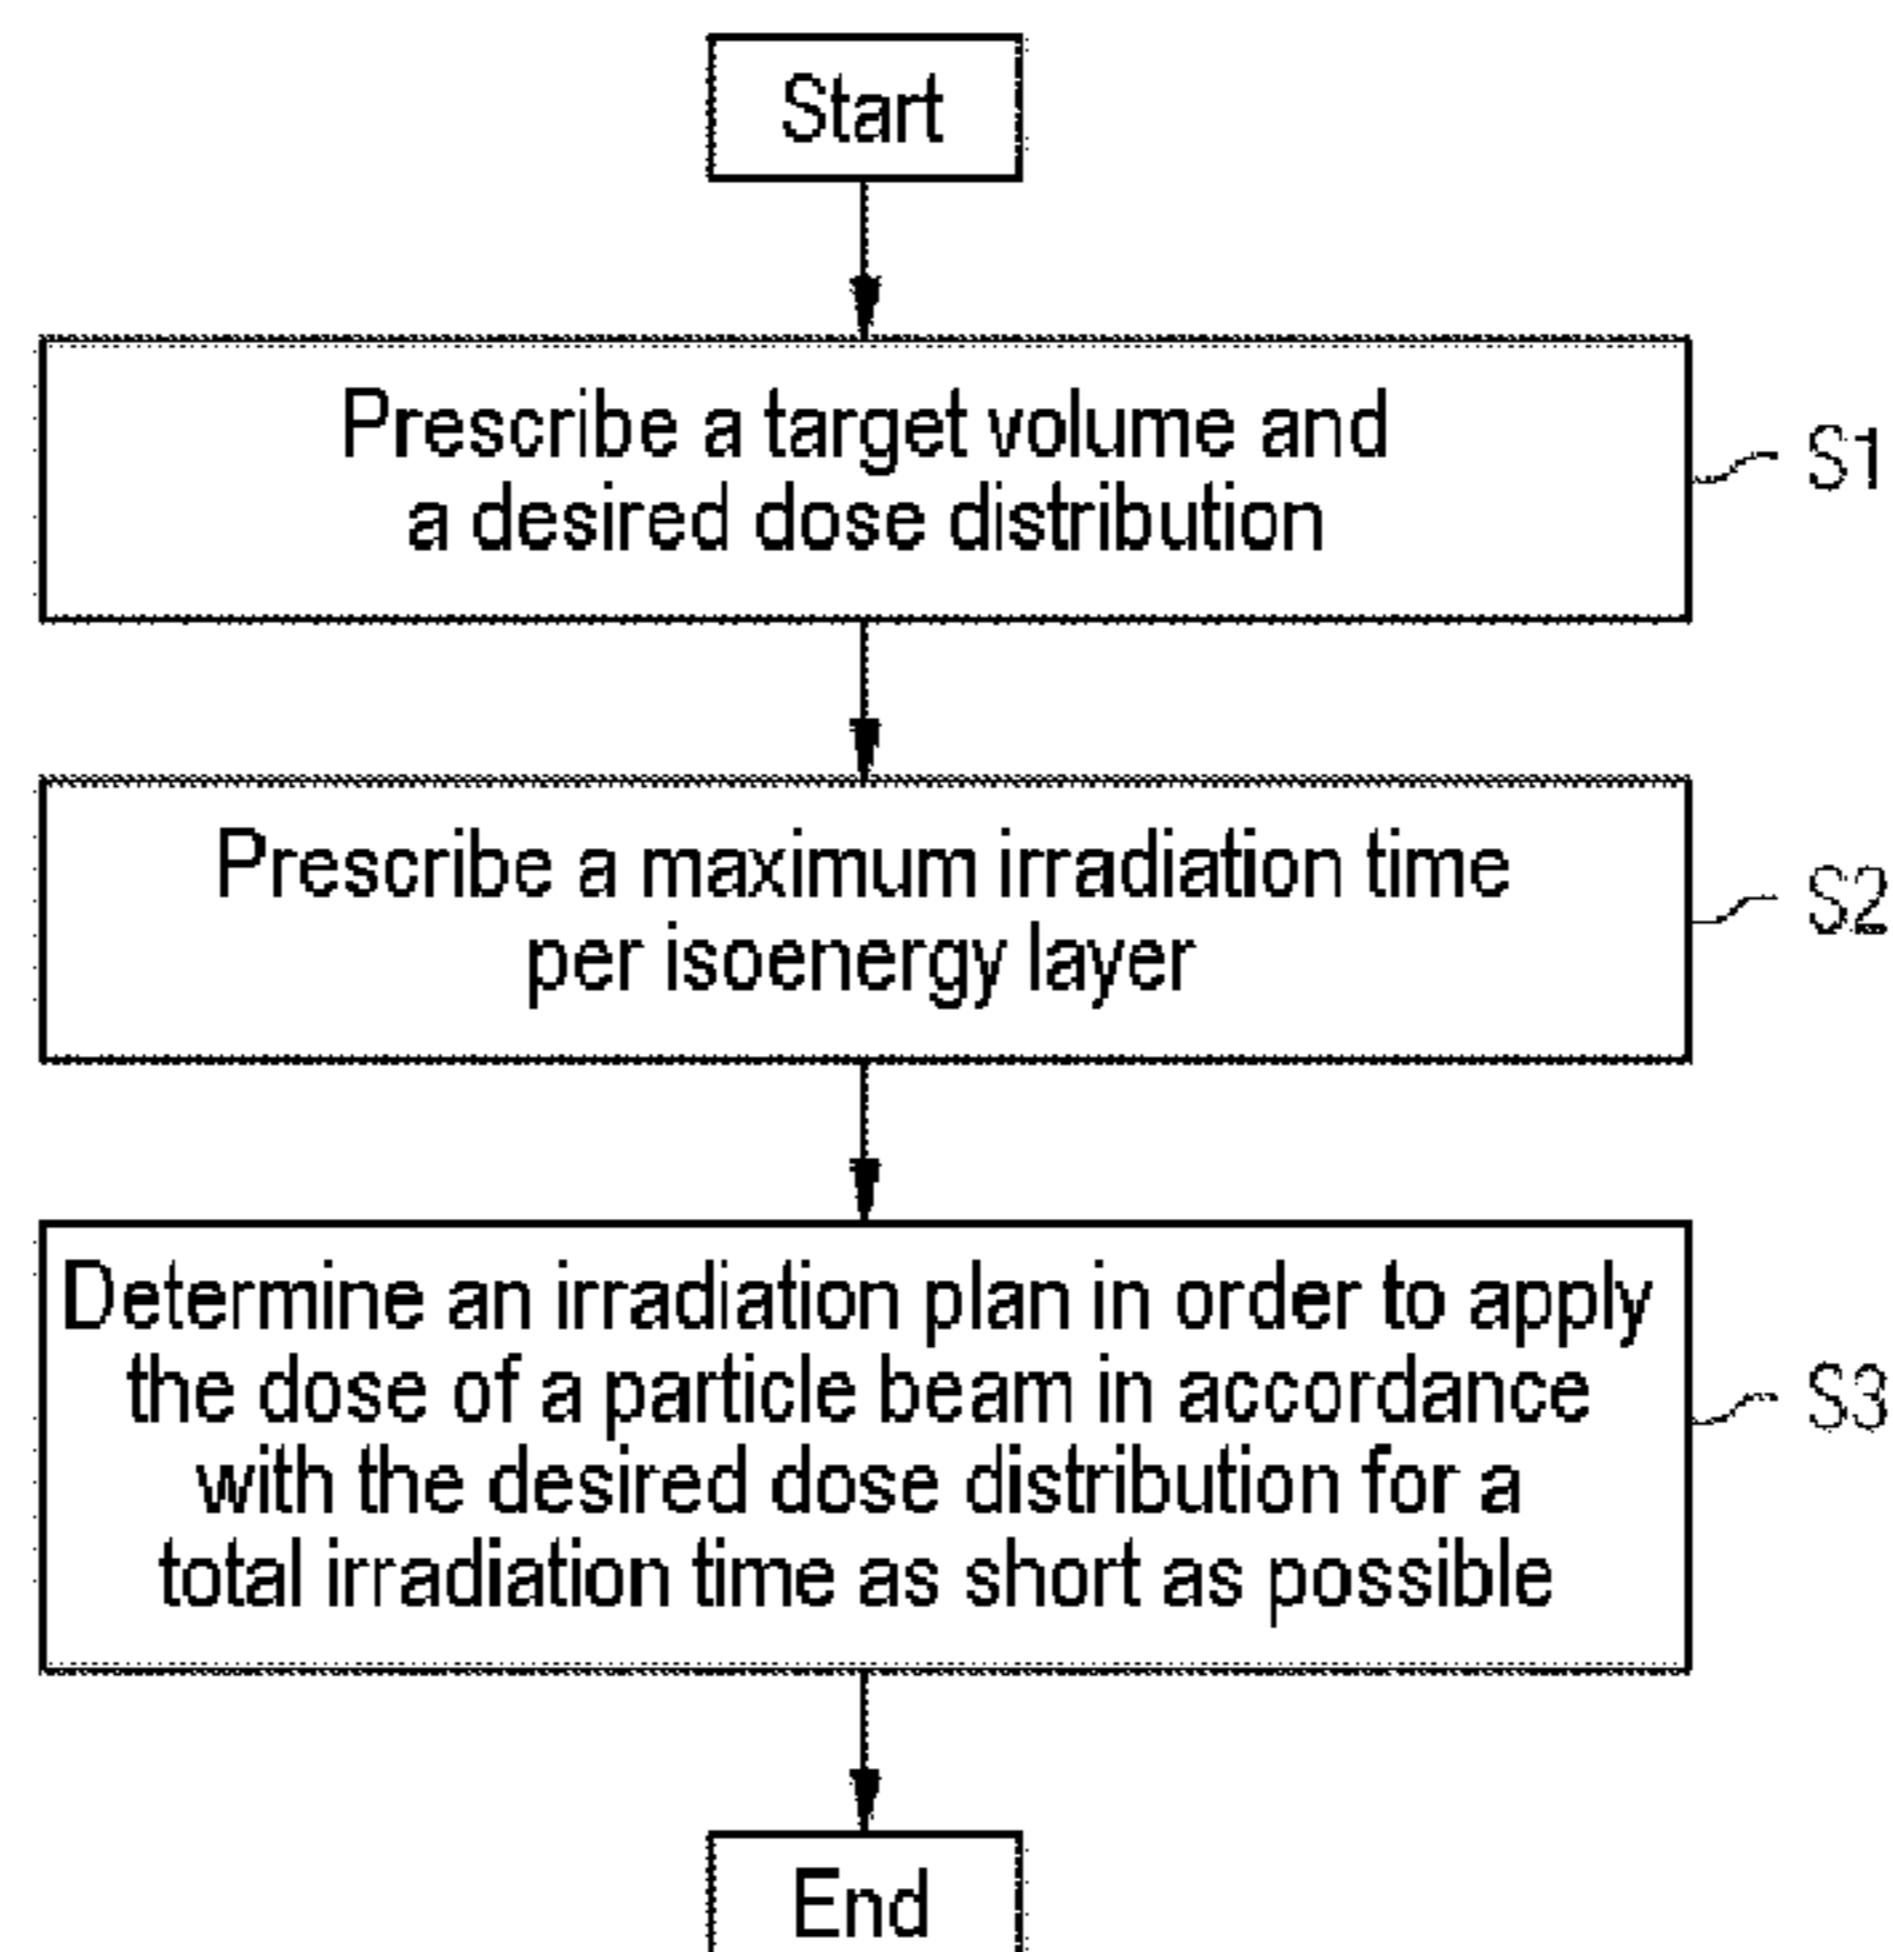 Start
Prescribe a target volume and
a desired dose distribution
S1
Prescribe a maximum irradiation time
per isoenergy layer
S2
Determine an irradiation plan in order to apply
the dose of a particle beam in accordance
with the desired dose distribution for a
total irradiation time as short as possible
S3
End